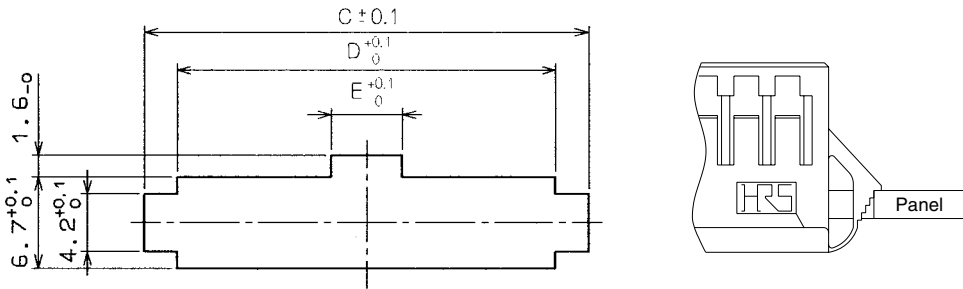 C ± 0.1
D +0.1 0
E +0.1 0
1.6 -0
6.7 +0.1 0
4.2 +0.1 0
HRS
Panel